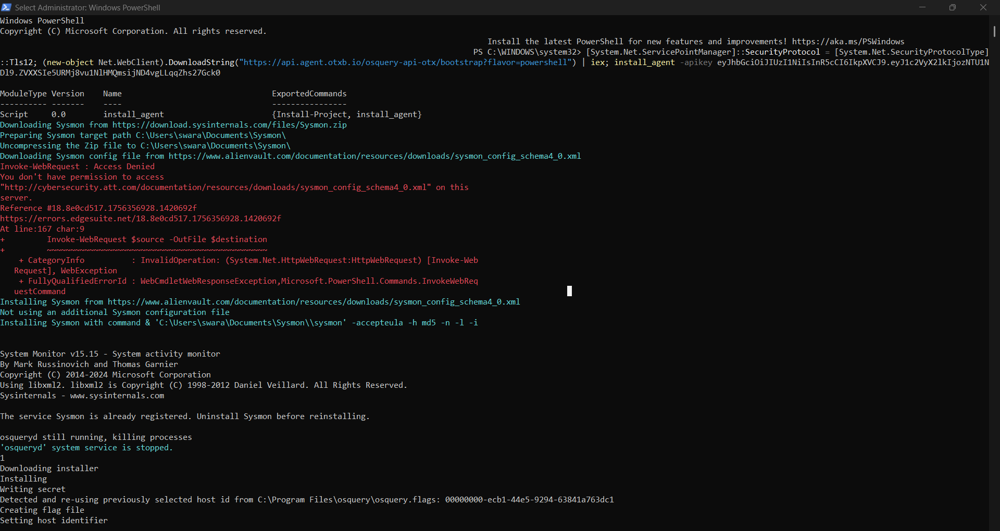 Select Administrator: Windows PowerShell
Windows PowerShell
Copyright (C) Microsoft Corporation. All rights reserved.
Install the latest PowerShell for new features and improvements! https://aka.ms/PSWindows
PS C:\WINDOWS\system32> [System.Net.ServicePointManager]::SecurityProtocol = [System.Net.SecurityProtocolType]
::Tls12; (new-object Net.WebClient).DownloadString("https://api.agent.otxb.io/osquery-api-otx/bootstrap?flavor=powershell") | iex; install_agent -apikey eyJhbGciOiJIUzI1NiIsInR5cCI6IkpXVCJ9.eyJ1c2VyX2lkIjozNTU1N
Dl9.ZVXXSIe5URMj8vu1NlHMQmsijND4vgLLqqZhs27Gck0
ModuleType Version    Name                                ExportedCommands
---------- -------    ----                                ----------------
Script     0.0        install_agent                       {Install-Project, install_agent}
Downloading Sysmon from https://download.sysinternals.com/files/Sysmon.zip
Preparing Sysmon target path C:\Users\swara\Documents\Sysmon\
Uncompressing the Zip file to C:\Users\swara\Documents\Sysmon\
Downloading Sysmon config file from https://www.alienvault.com/documentation/resources/downloads/sysmon_config_schema4_0.xml
Invoke-WebRequest : Access Denied
You don't have permission to access
"http://cybersecurity.att.com/documentation/resources/downloads/sysmon_config_schema4_0.xml" on this
server.
Reference #18.8e0cd517.1756356928.1420692f
https://errors.edgesuite.net/18.8e0cd517.1756356928.1420692f
At line:167 char:9
+         Invoke-WebRequest $source -OutFile $destination
+         ~~~~~~~~~~~~~~~~~~~~~~~~~~~~~~~~~~~~~~~~~~~~~~~
    + CategoryInfo          : InvalidOperation: (System.Net.HttpWebRequest:HttpWebRequest) [Invoke-Web
   Request], WebException
    + FullyQualifiedErrorId : WebCmdletWebResponseException,Microsoft.PowerShell.Commands.InvokeWebReq
   uestCommand
Installing Sysmon from https://www.alienvault.com/documentation/resources/downloads/sysmon_config_schema4_0.xml
Not using an additional Sysmon configuration file
Installing Sysmon with command & 'C:\Users\swara\Documents\Sysmon\\sysmon' -accepteula -h md5 -n -l -i
System Monitor v15.15 - System activity monitor
By Mark Russinovich and Thomas Garnier
Copyright (C) 2014-2024 Microsoft Corporation
Using libxml2. libxml2 is Copyright (C) 1998-2012 Daniel Veillard. All Rights Reserved.
Sysinternals - www.sysinternals.com
The service Sysmon is already registered. Uninstall Sysmon before reinstalling.
osqueryd still running, killing processes
'osqueryd' system service is stopped.
1
Downloading installer
Installing
Writing secret
Detected and re-using previously selected host id from C:\Program Files\osquery\osquery.flags: 00000000-ecb1-44e5-9294-63841a763dc1
Creating flag file
Setting host identifier